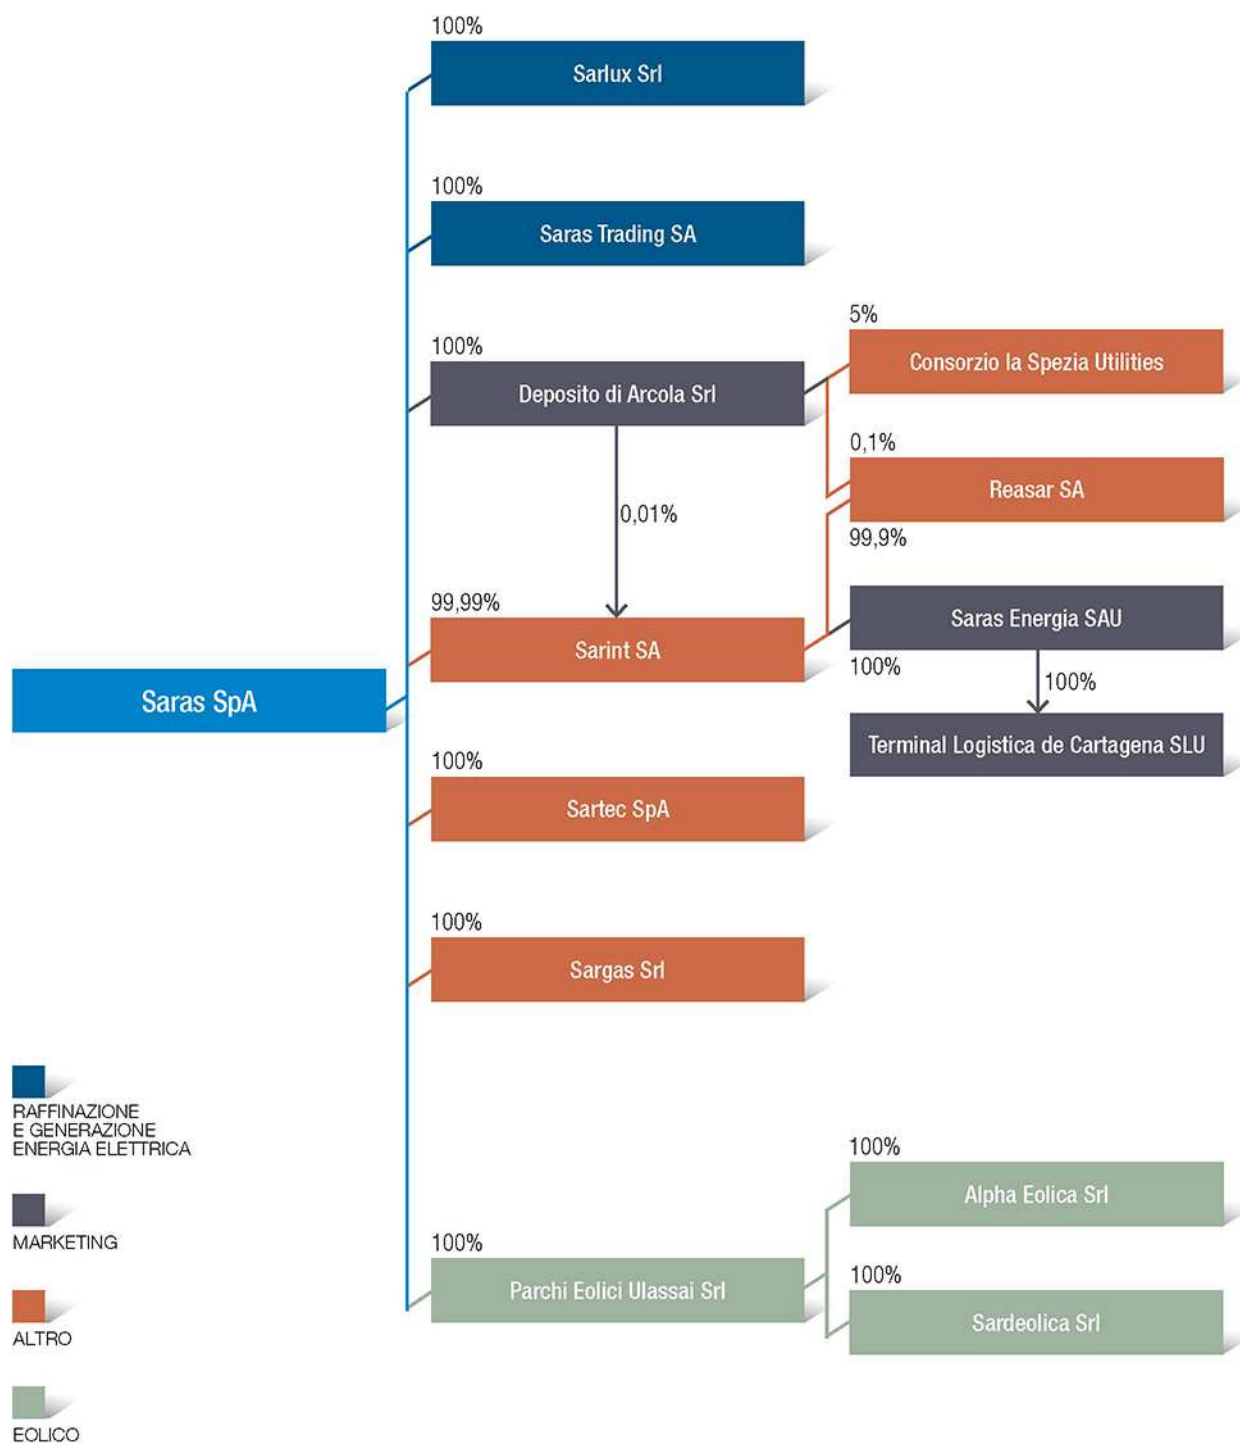 100%
Sarlux Srl
100%
Saras Trading SA
100%
Deposito di Arcola Srl
5%
Consorzio la Spezia Utilities
0,1%
Reasar SA
99,9%
0,01%
99,99%
Sarint SA
Saras Energia SAU
100%
100%
Terminal Logistica de Cartagena SLU
Saras SpA
100%
Sartec SpA
100%
Sargas Srl
100%
Parchi Eolici Ulassai Srl
100%
Alpha Eolica Srl
100%
Sardeolica Srl
RAFFINAZIONE
E GENERAZIONE
ENERGIA ELETTRICA
MARKETING
ALTRO
EOLICO